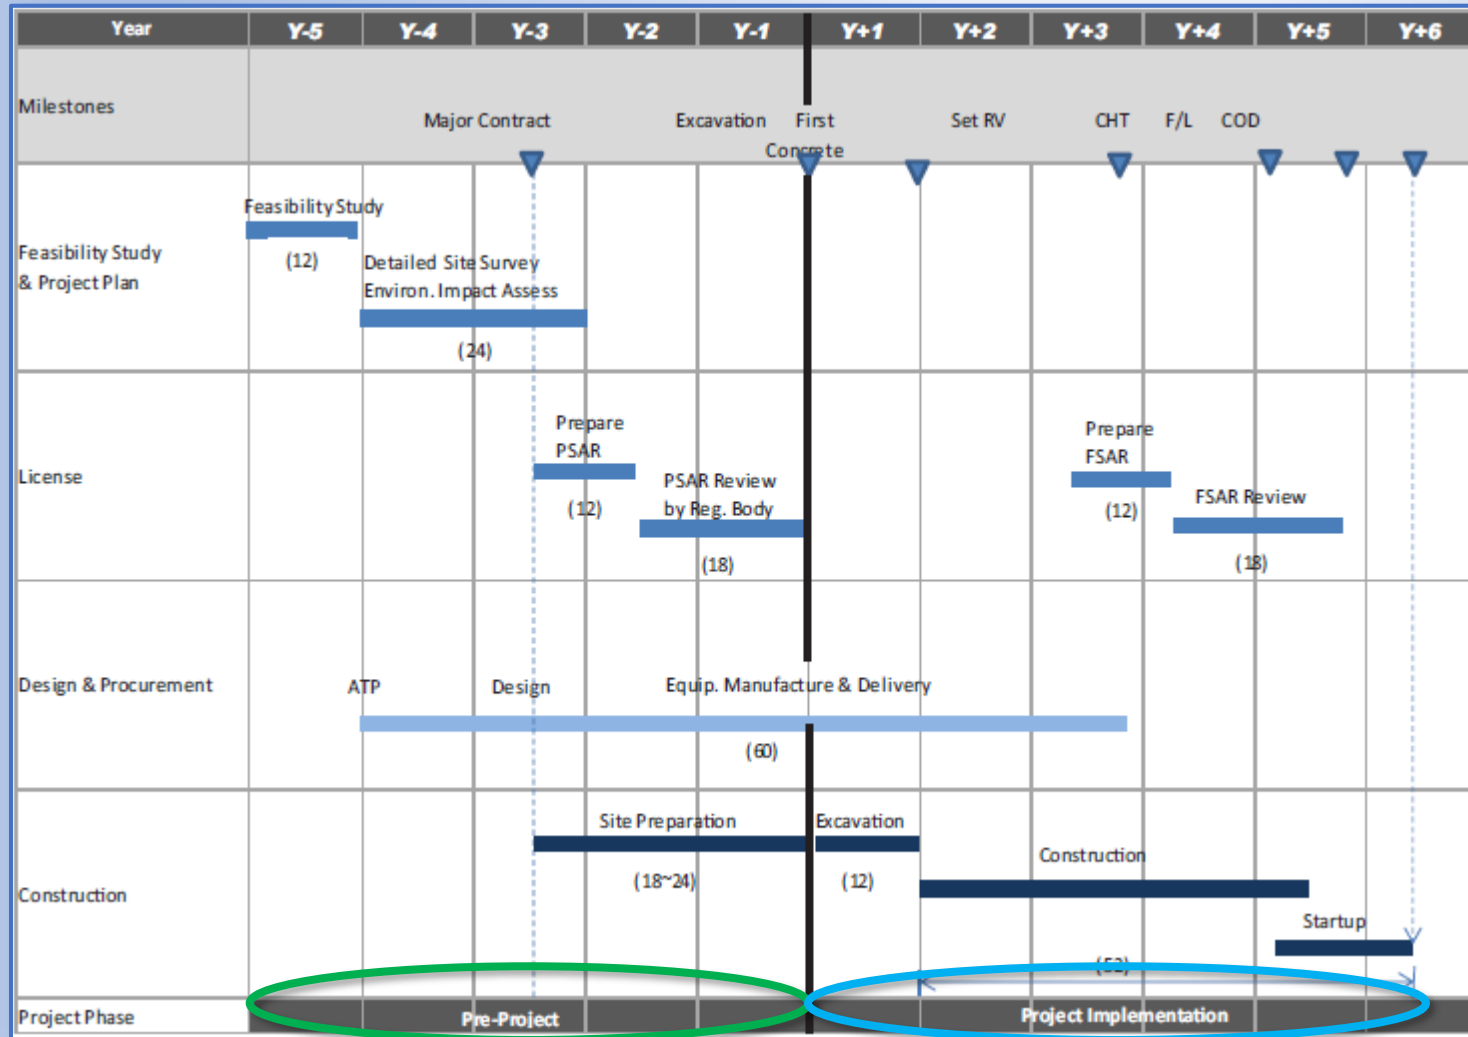 Year Y-5 Y-4 Y-3 Y-2 Y-1 Y+1 Y+2 Y+3 Y+4 Y+5 Y+6
Milestones
Major Contract Excavation First Set RV CHT F/L COD
Concrete
Feasibility Study
Feasibility Study
& Project Plan
(12)
Detailed Site Survey
Environ. Impact Assess
(24)
License
Prepare
PSAR
(12)
PSAR Review
by Reg. Body
(18)
Prepare
FSAR
(12)
FSAR Review
(18)
Design & Procurement
ATP Design Equip. Manufacture & Delivery
(60)
Construction
Site Preparation Excavation
(18~24) (12)
Construction
Startup
(52)
Project Phase Pre-Project Project Implementation